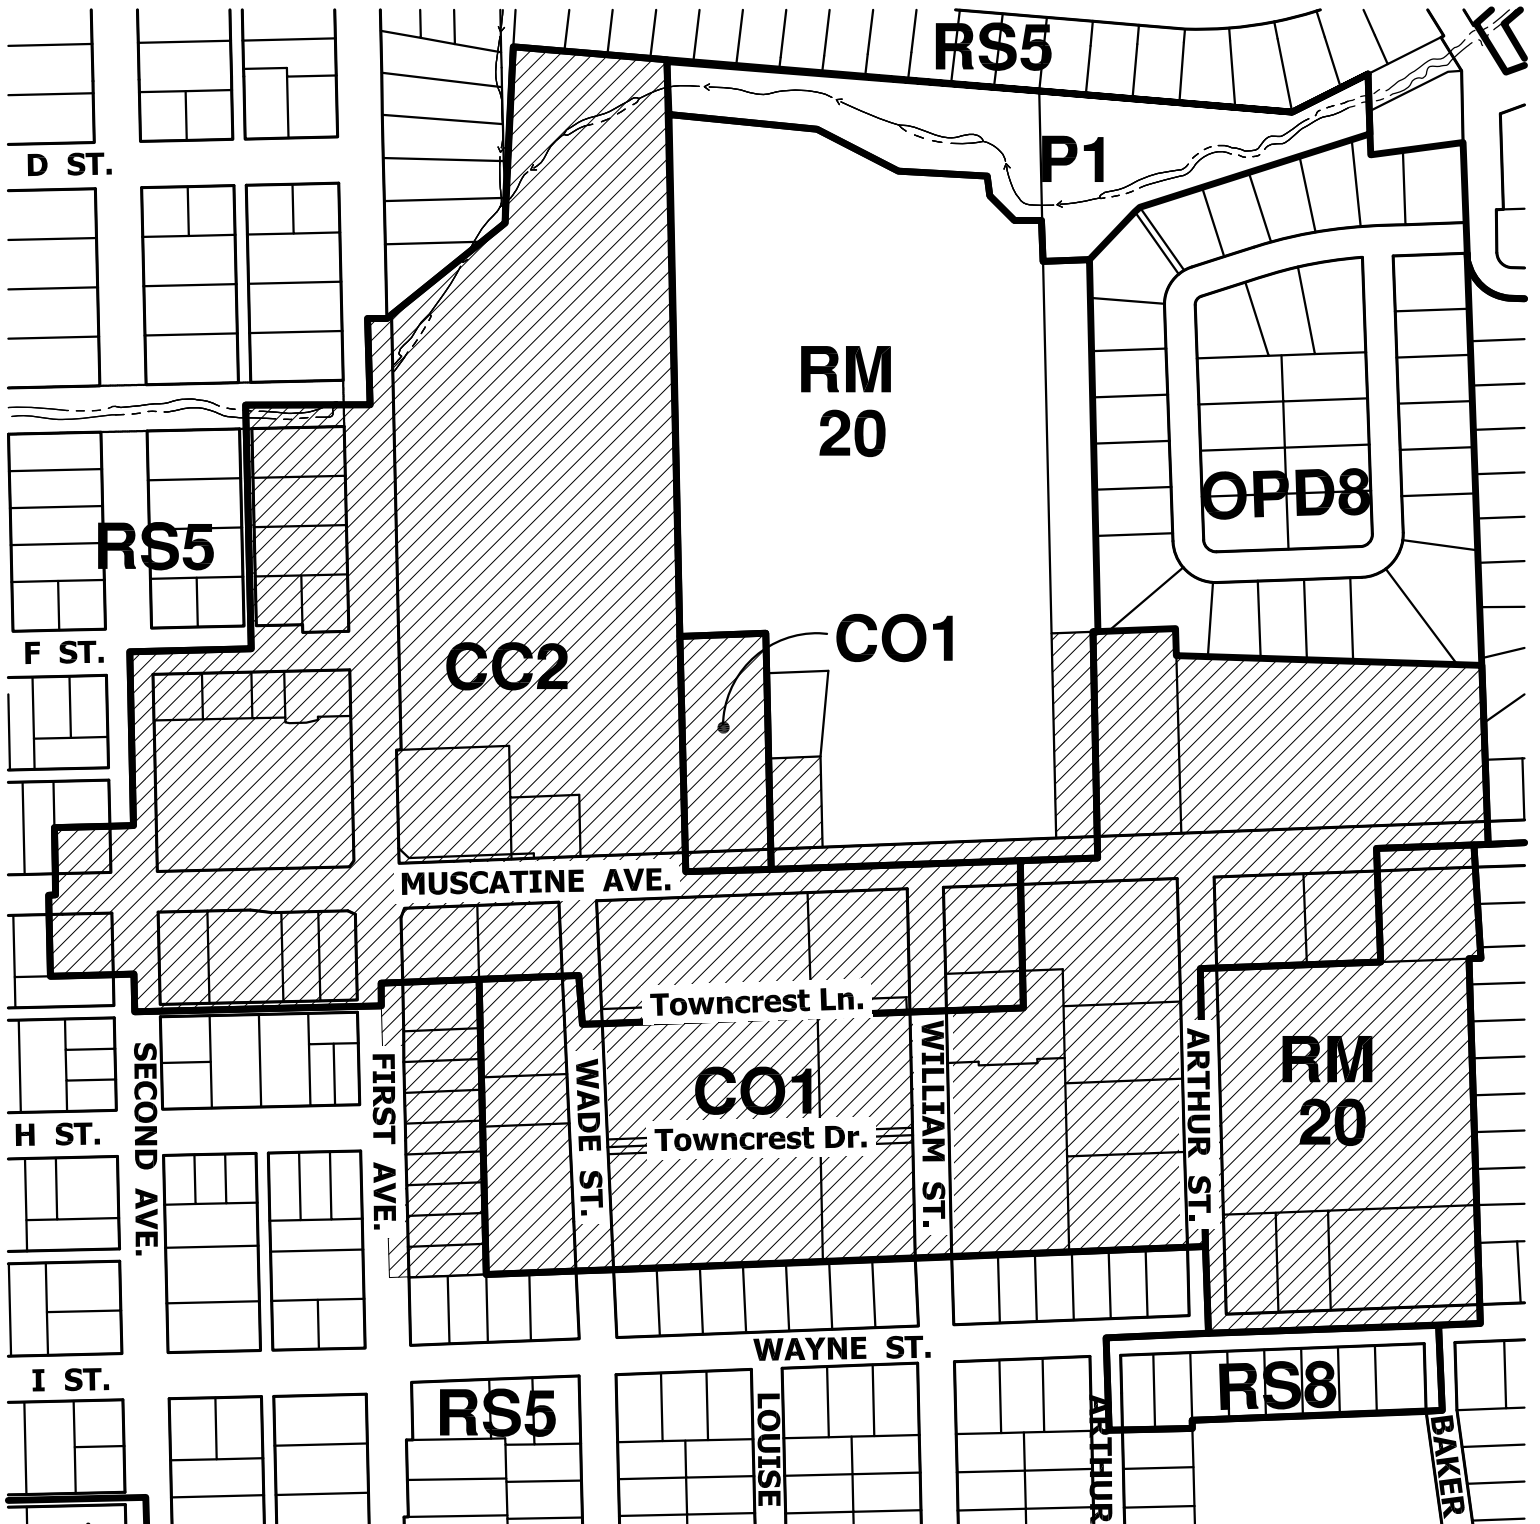 RS5
P1
D ST.
RM
20
OPD8
RS5
CO1
F ST.
CC2
MUSCATINE AVE.
Towncrest Ln.
SECOND AVE.
FIRST AVE.
WADE ST.
CO1
WILLIAM ST.
ARTHUR ST.
RM
20
H ST.
Towncrest Dr.
WAYNE ST.
I ST.
RS5
RS8
LOUISE
ARTHUR
BAKER